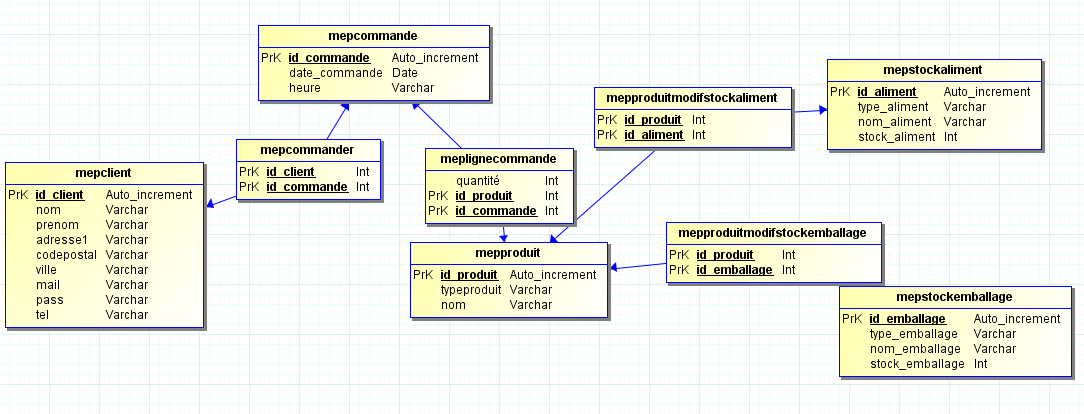 mepcommande
PrK id_commande Auto_increment
date_commande Date
heure Varchar
mepstockaliment
PrK id_aliment Auto_increment
type_aliment Varchar
nom_aliment Varchar
stock_aliment Int
mepproduitmodifstockaliment
PrK id_produit Int
PrK id_aliment Int
mepcommander
PrK id_client Int
PrK id_commande Int
meplignecommande
quantité Int
PrK id_produit Int
PrK id_commande Int
mepclient
PrK id_client Auto_increment
nom Varchar
prenom Varchar
adresse1 Varchar
codepostal Varchar
ville Varchar
mail Varchar
pass Varchar
tel Varchar
mepproduit
PrK id_produit Auto_increment
typeproduit Varchar
nom Varchar
mepproduitmodifstockemballage
PrK id_produit Int
PrK id_emballage Int
mepstockemballage
PrK id_emballage Auto_increment
type_emballage Varchar
nom_emballage Varchar
stock_emballage Int